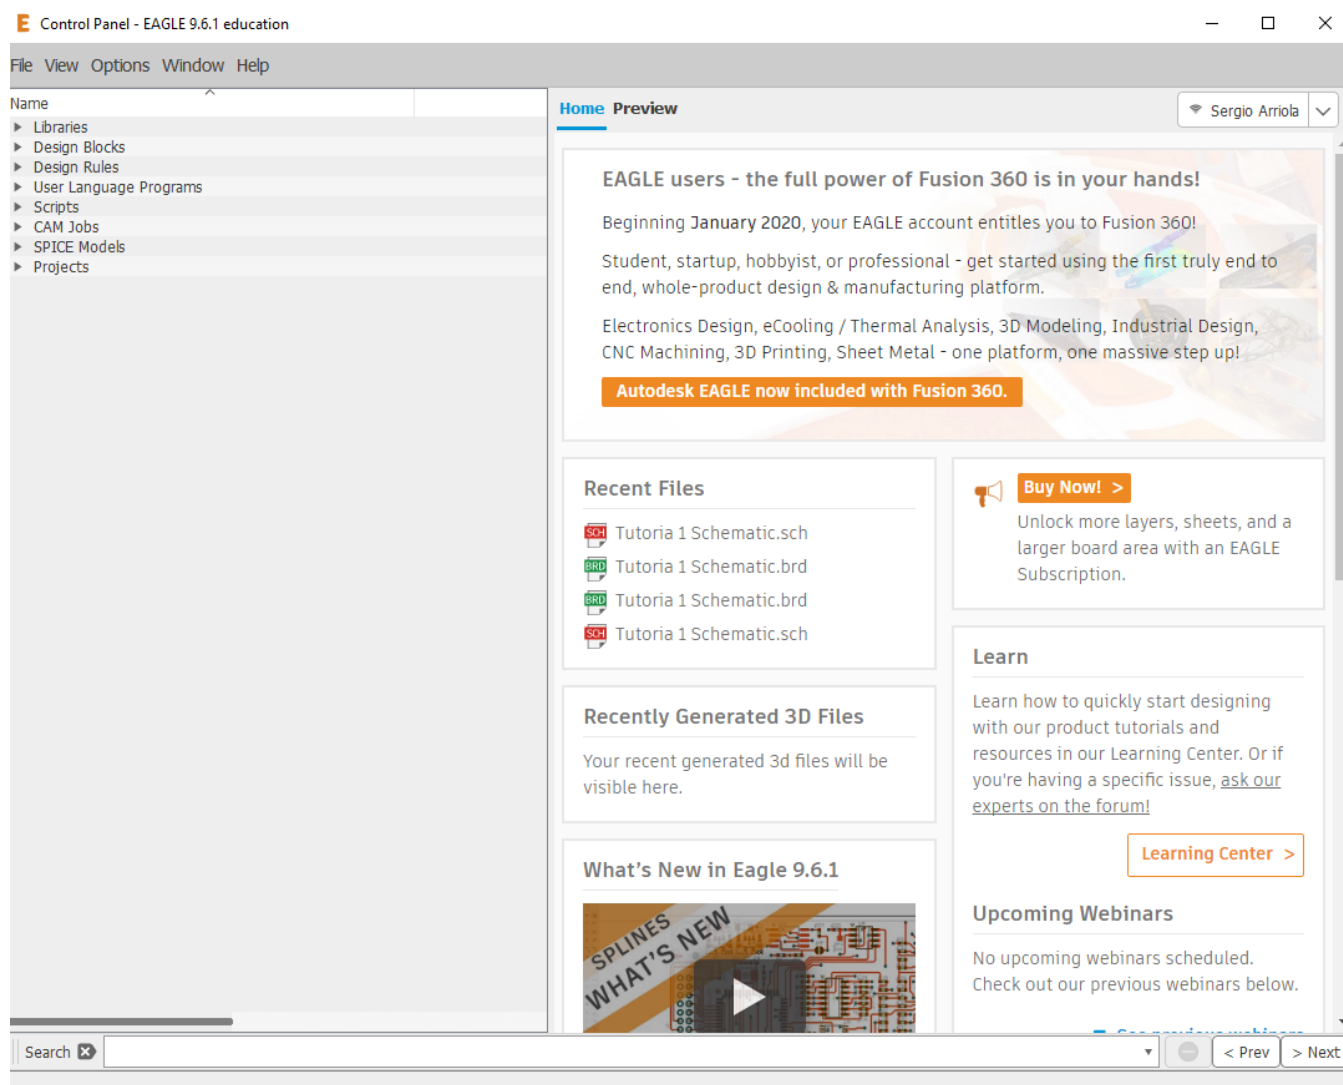 Control Panel - EAGLE 9.6.1 education
File View Options Window Help
Name
Libraries
Design Blocks
Design Rules
User Language Programs
Scripts
CAM Jobs
SPICE Models
Projects
Home Preview
Sergio Arriola
EAGLE users - the full power of Fusion 360 is in your hands!
Beginning January 2020, your EAGLE account entitles you to Fusion 360!
Student, startup, hobbyist, or professional - get started using the first truly end to
end, whole-product design & manufacturing platform.
Electronics Design, eCooling / Thermal Analysis, 3D Modeling, Industrial Design,
CNC Machining, 3D Printing, Sheet Metal - one platform, one massive step up!
Autodesk EAGLE now included with Fusion 360.
Recent Files
SCH Tutoria 1 Schematic.sch
BRD Tutoria 1 Schematic.brd
BRD Tutoria 1 Schematic.brd
SCH Tutoria 1 Schematic.sch
Recently Generated 3D Files
Your recent generated 3d files will be
visible here.
What's New in Eagle 9.6.1
SPLINES
WHAT'S NEW
Buy Now! >
Unlock more layers, sheets, and a
larger board area with an EAGLE
Subscription.
Learn
Learn how to quickly start designing
with our product tutorials and
resources in our Learning Center. Or if
you're having a specific issue, ask our
experts on the forum!
Learning Center >
Upcoming Webinars
No upcoming webinars scheduled.
Check out our previous webinars below.
See previous webinars
Search
< Prev
> Next